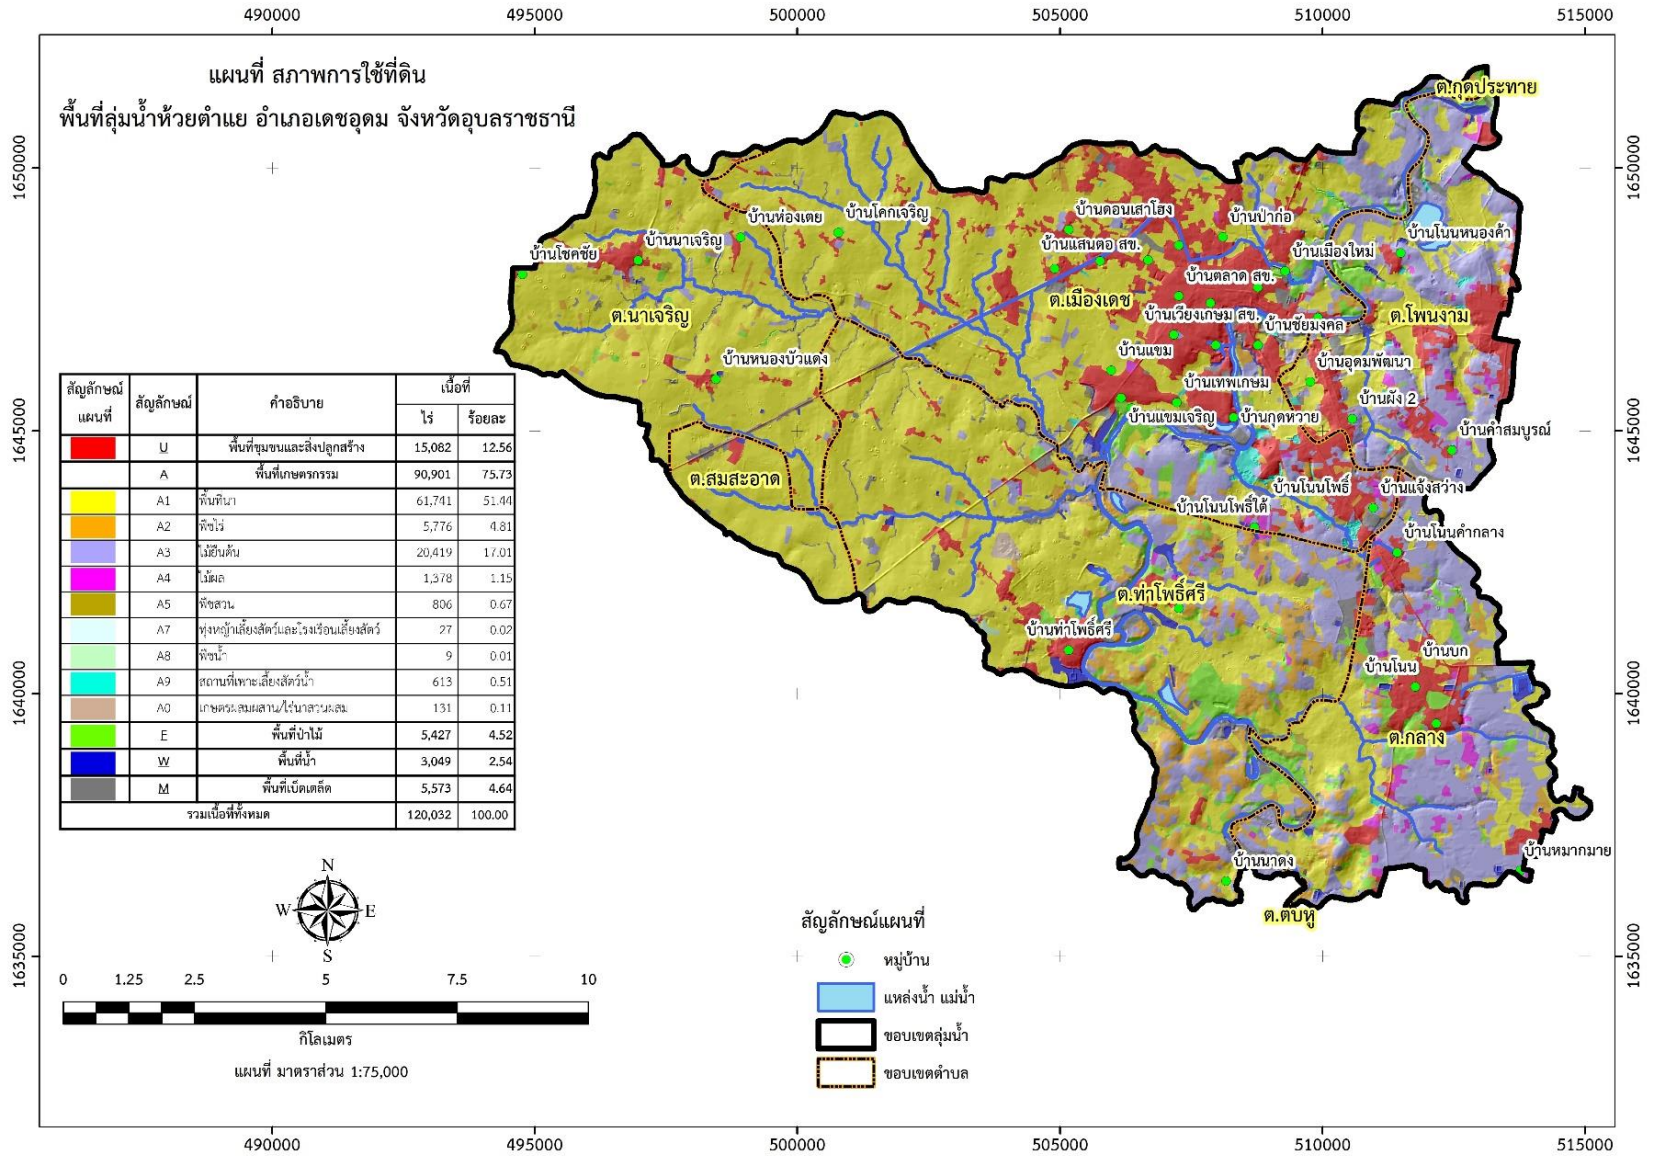 490000 495000 500000 505000 510000 515000
แผนที่ สภาพการใช้ที่ดิน
พื้นที่ลุ่มน้ำห้วยตำแย อำเภอเดชอุดม จังหวัดอุบลราชธานี
1650000 1650000
1645000 1645000
1640000 1640000
1635000 1635000
ต.กุดประทาย
บ้านห่องเตย
บ้านโคกเจริญ
บ้านดอนเสาโฮง
บ้านป่าก่อ
บ้านโนนหนองค้า
บ้านโชคชัย
บ้านนาเจริญ
บ้านแสนตอ สข.
บ้านเมืองใหม่
บ้านตลาด สข.
ต.เมืองเดช
ต.นาเจริญ
บ้านเวียงเกษม สข.
บ้านชัยมงคล
ต.โพนงาม
บ้านหนองบัวแดง
บ้านแขม
บ้านอุดมพัฒนา
บ้านเทพเกษม
บ้านผัง 2
บ้านแขมเจริญ
บ้านกุดหวาย
บ้านคำสมบูรณ์
ต.สมสะอาด
บ้านโนนโพธิ์
บ้านแจ้งสว่าง
บ้านโนนโพธิ์ใต้
บ้านโนนคำกลาง
ต.ท่าโพธิ์ศรี
บ้านท่าโพธิ์ศรี
บ้านบก
บ้านโนน
ต.กลาง
บ้านหมากมาย
บ้านนาดง
ต.ตบหู
สัญลักษณ์แผนที่ สัญลักษณ์ คำอธิบาย เนื้อที่
ไร่ ร้อยละ
U พื้นที่ชุมชนและสิ่งปลูกสร้าง 15,082 12.56
A พื้นที่เกษตรกรรม 90,901 75.73
A1 พื้นที่นา 61,741 51.44
A2 พืชไร่ 5,776 4.81
A3 ไม้ยืนต้น 20,419 17.01
A4 ไม้ผล 1,378 1.15
A5 พืชสวน 806 0.67
A7 ทุ่งหญ้าเลี้ยงสัตว์และโรงเรือนเลี้ยงสัตว์ 27 0.02
A8 พืชน้ำ 9 0.01
A9 สถานที่เพาะเลี้ยงสัตว์น้ำ 613 0.51
A0 เกษตรผสมผสาน/ไร่นาสวนผสม 131 0.11
F พื้นที่ป่าไม้ 5,427 4.52
W พื้นที่น้ำ 3,049 2.54
M พื้นที่เบ็ดเตล็ด 5,573 4.64
รวมเนื้อที่ทั้งหมด 120,032 100.00
N
W E
S
0 1.25 2.5 5 7.5 10
กิโลเมตร
แผนที่ มาตราส่วน 1:75,000
สัญลักษณ์แผนที่
หมู่บ้าน
แหล่งน้ำ แม่น้ำ
ขอบเขตลุ่มน้ำ
ขอบเขตตำบล
490000 495000 500000 505000 510000 515000